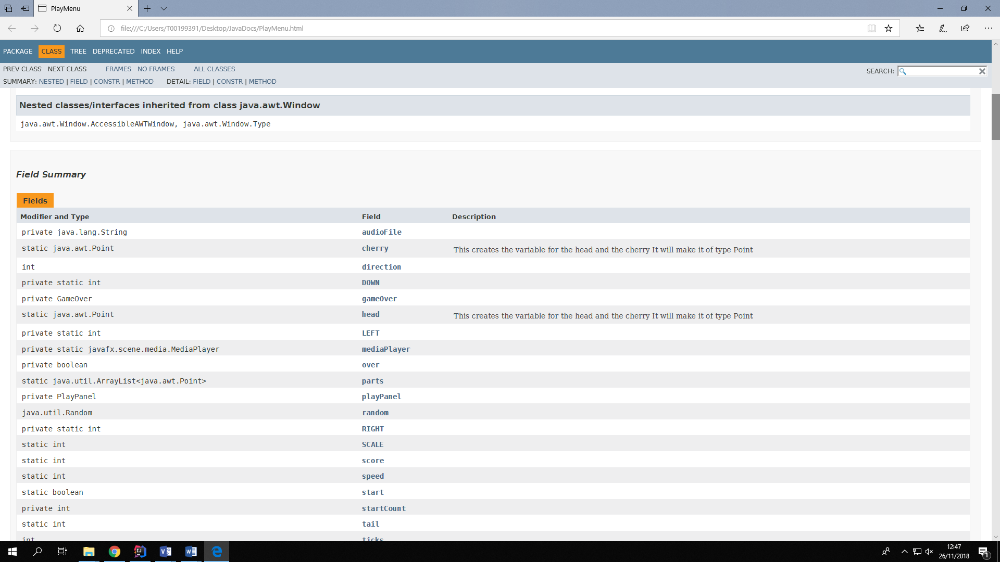 PlayMenu
file:///C:/Users/T00199391/Desktop/JavaDocs/PlayMenu.html
PACKAGE CLASS TREE DEPRECATED INDEX HELP
PREV CLASS NEXT CLASS FRAMES NO FRAMES ALL CLASSES
SEARCH:
SUMMARY: NESTED | FIELD | CONSTR | METHOD DETAIL: FIELD | CONSTR | METHOD
Nested classes/interfaces inherited from class java.awt.Window
java.awt.Window.AccessibleAWTWindow, java.awt.Window.Type
Field Summary
Fields
Modifier and Type Field Description
private java.lang.String audioFile
static java.awt.Point cherry This creates the variable for the head and the cherry It will make it of type Point
int direction
private static int DOWN
private GameOver gameOver
static java.awt.Point head This creates the variable for the head and the cherry It will make it of type Point
private static int LEFT
private static javafx.scene.media.MediaPlayer mediaPlayer
private boolean over
static java.util.ArrayList<java.awt.Point> parts
private PlayPanel playPanel
java.util.Random random
private static int RIGHT
static int SCALE
static int score
static int speed
static boolean start
private int startCount
static int tail
int ticks
12:47
26/11/2018
1